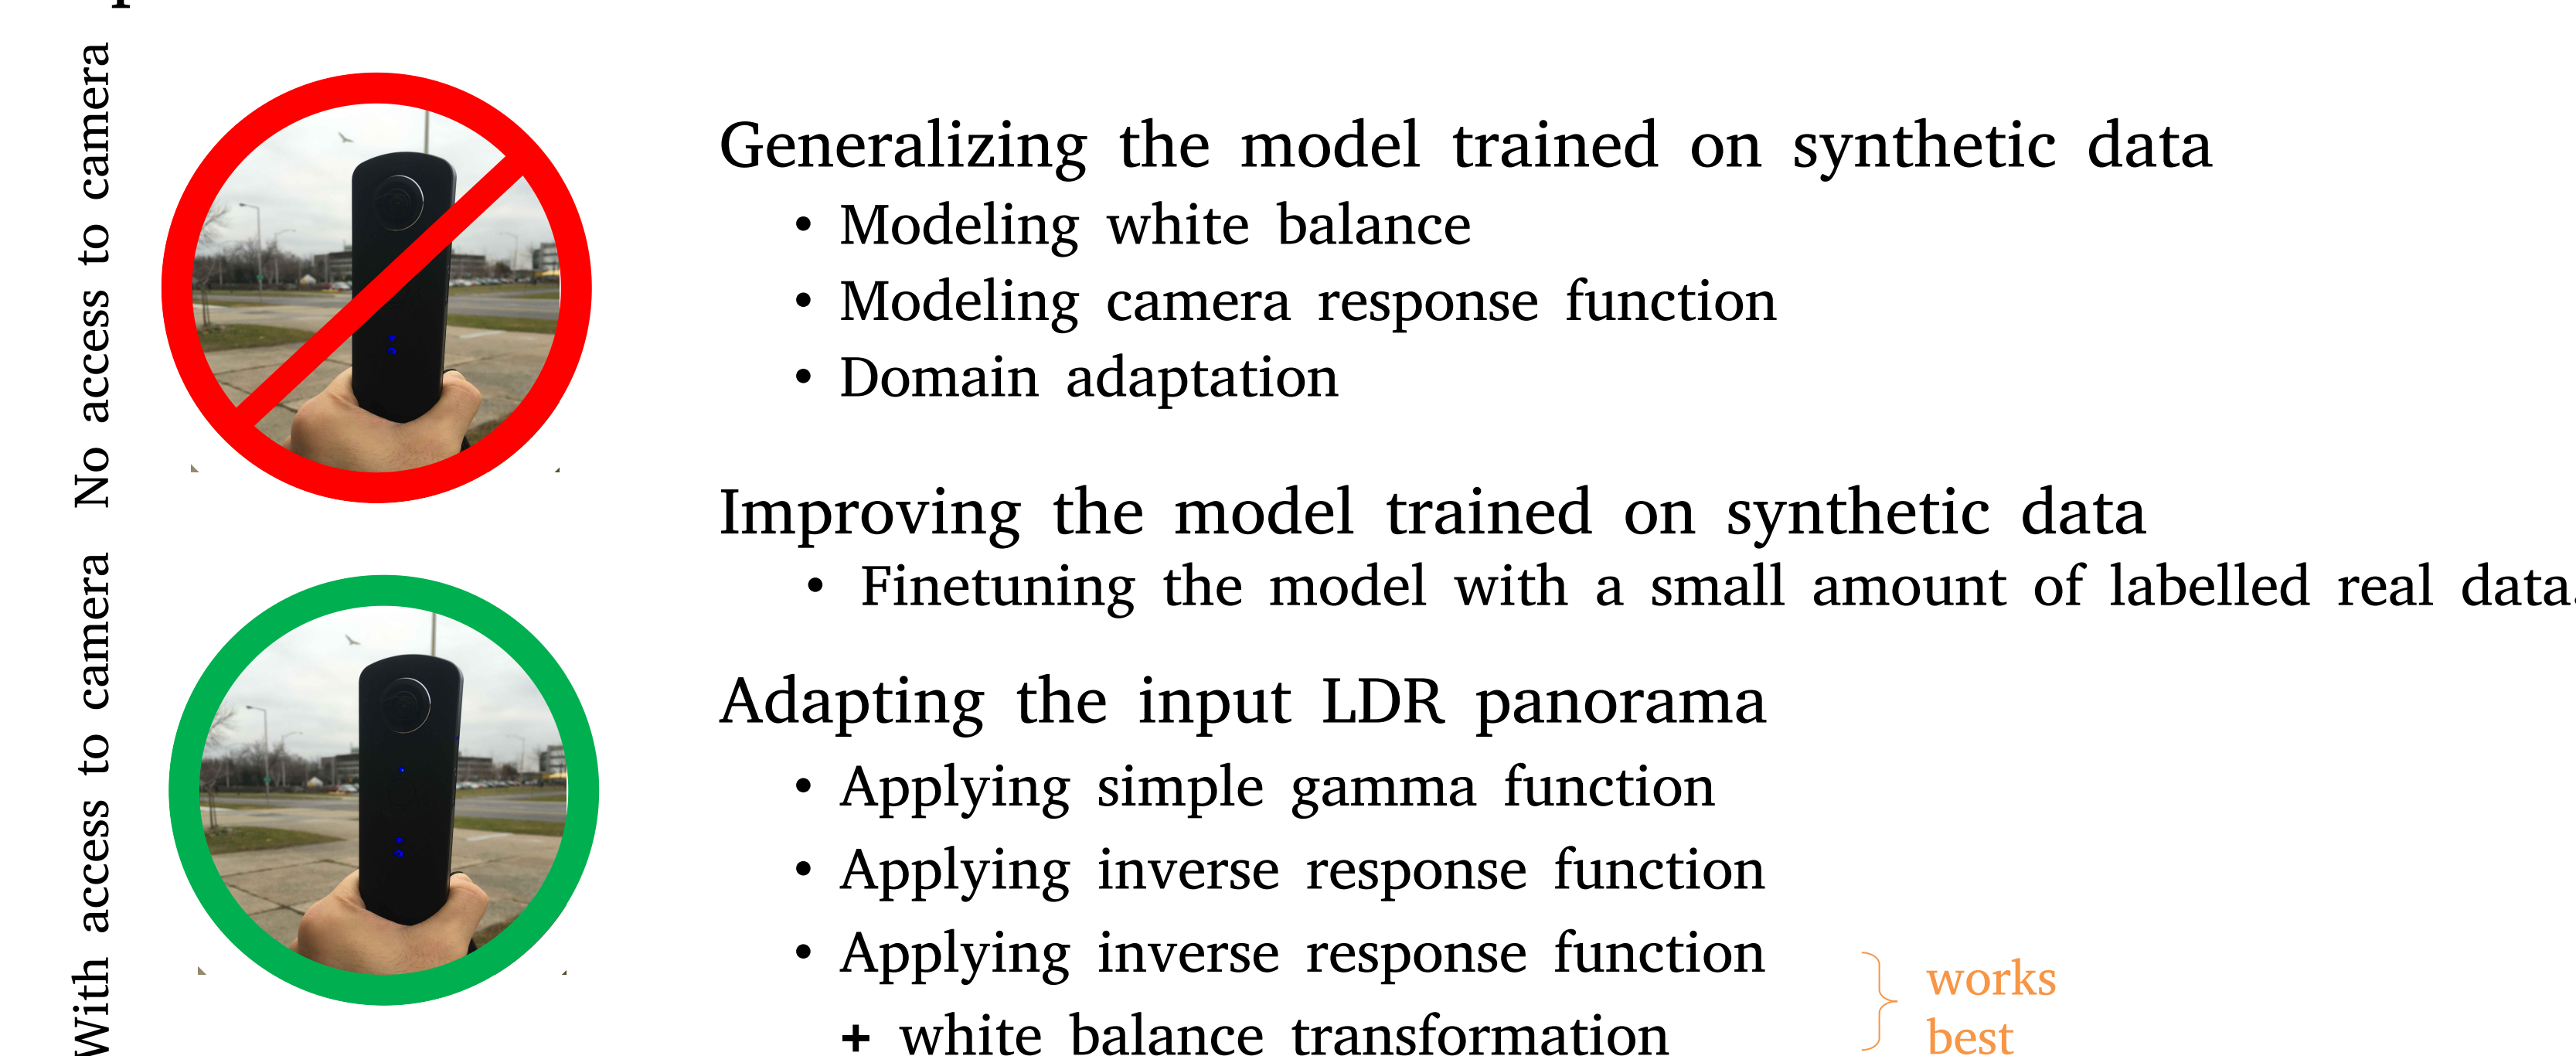 No access to camera
Generalizing the model trained on synthetic data
• Modeling white balance
• Modeling camera response function
• Domain adaptation
With access to camera
Improving the model trained on synthetic data
• Finetuning the model with a small amount of labelled real data.
Adapting the input LDR panorama
• Applying simple gamma function
• Applying inverse response function
• Applying inverse response function
+ white balance transformation
works
best